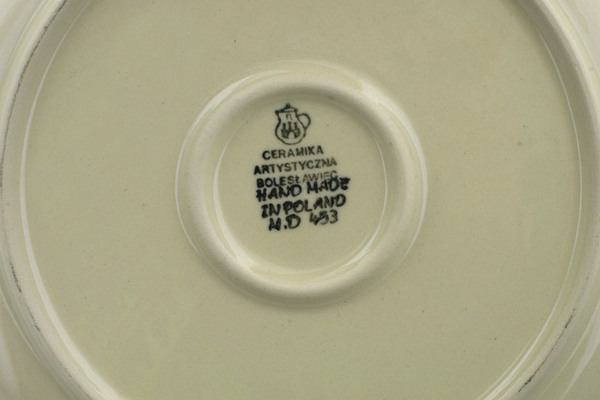 CERAMIKA
ARTYSTYCZNA
BOLESŁAWIEC
HAND MADE
IN POLAND
M.D 453